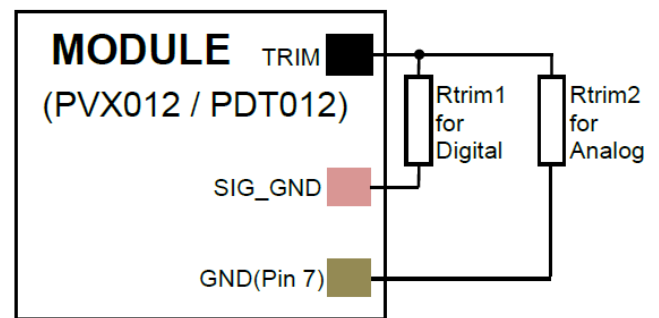 MODULE TRIM
(PVX012 / PDT012)
Rtrim1
for
Digital
Rtrim2
for
Analog
SIG_GND
GND(Pin 7)